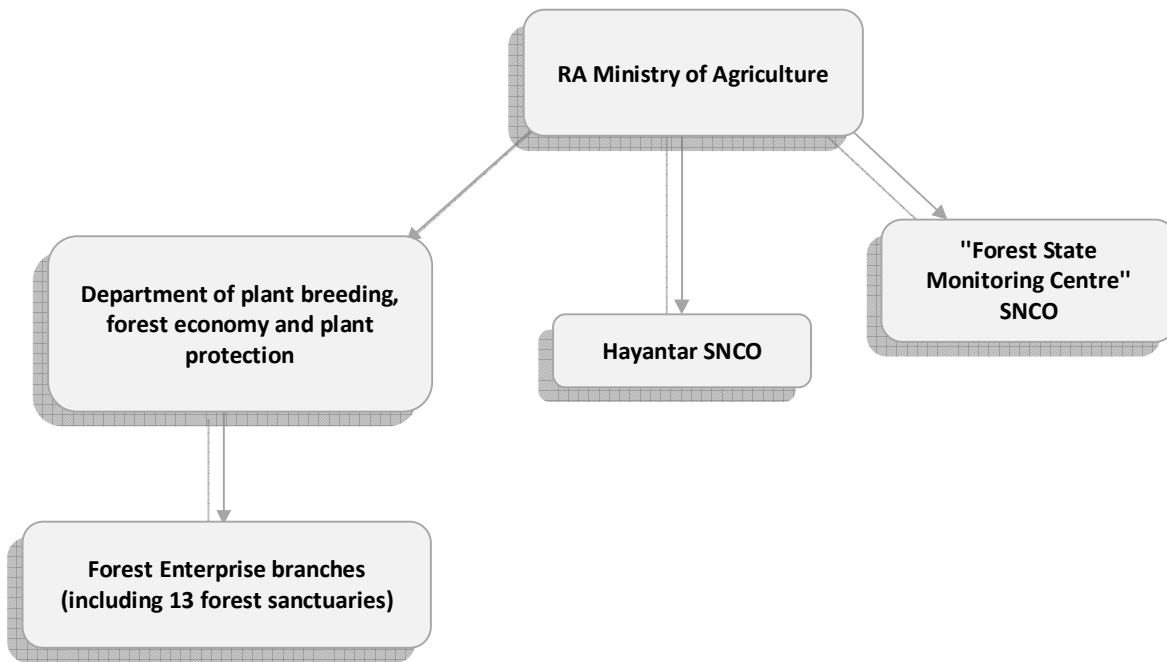 RA Ministry of Agriculture
Department of plant breeding,
forest economy and plant
protection
Hayantar SNCO
"Forest State
Monitoring Centre"
SNCO
Forest Enterprise branches
(including 13 forest sanctuaries)